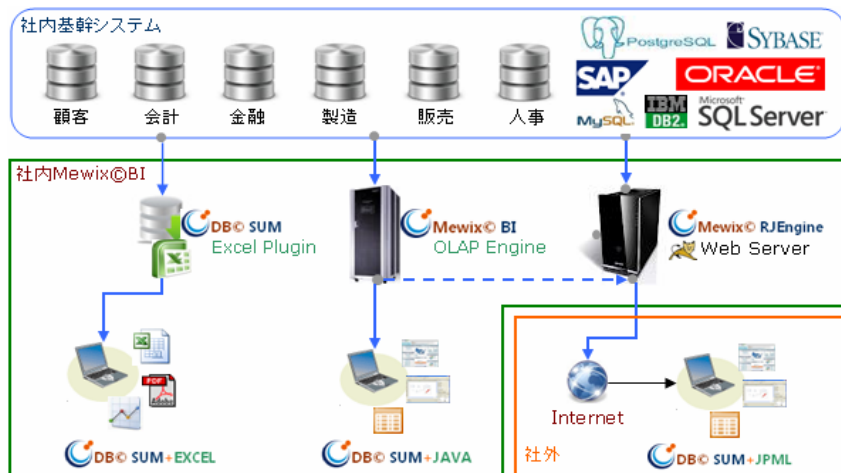 社内基幹システム
PostgreSQL
SYBASE
SAP
ORACLE
MySQL
IBM
DB2.
Microsoft
SQL Server
顧客
会計
金融
製造
販売
人事
社内Mewix©BI
DB© SUM
Excel Plugin
Mewix© BI
OLAP Engine
Mewix© RJEngine
Web Server
PDF
Adobe
Internet
社外
DB© SUM+EXCEL
DB© SUM+JAVA
DB© SUM+JPML